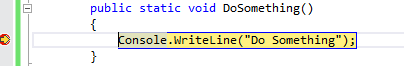 public static void DoSomething()
{
Console.WriteLine("Do Something");
}